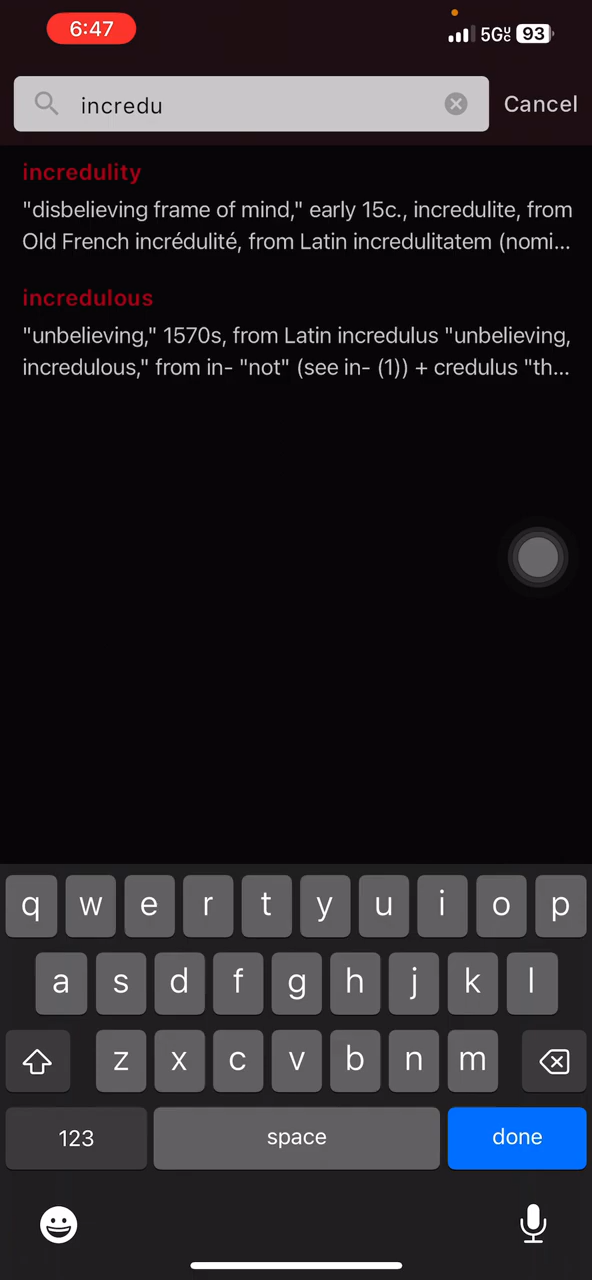 6:47
5GUC 93
incredu
Cancel
incredulity
"disbelieving frame of mind," early 15c., incredulite, from
Old French incrédulité, from Latin incredulitatem (nomi...
incredulous
"unbelieving," 1570s, from Latin incredulus "unbelieving,
incredulous," from in- "not" (see in- (1)) + credulus "th...
q w e r t y u i o p
a s d f g h j k l
z x c v b n m
123 space done